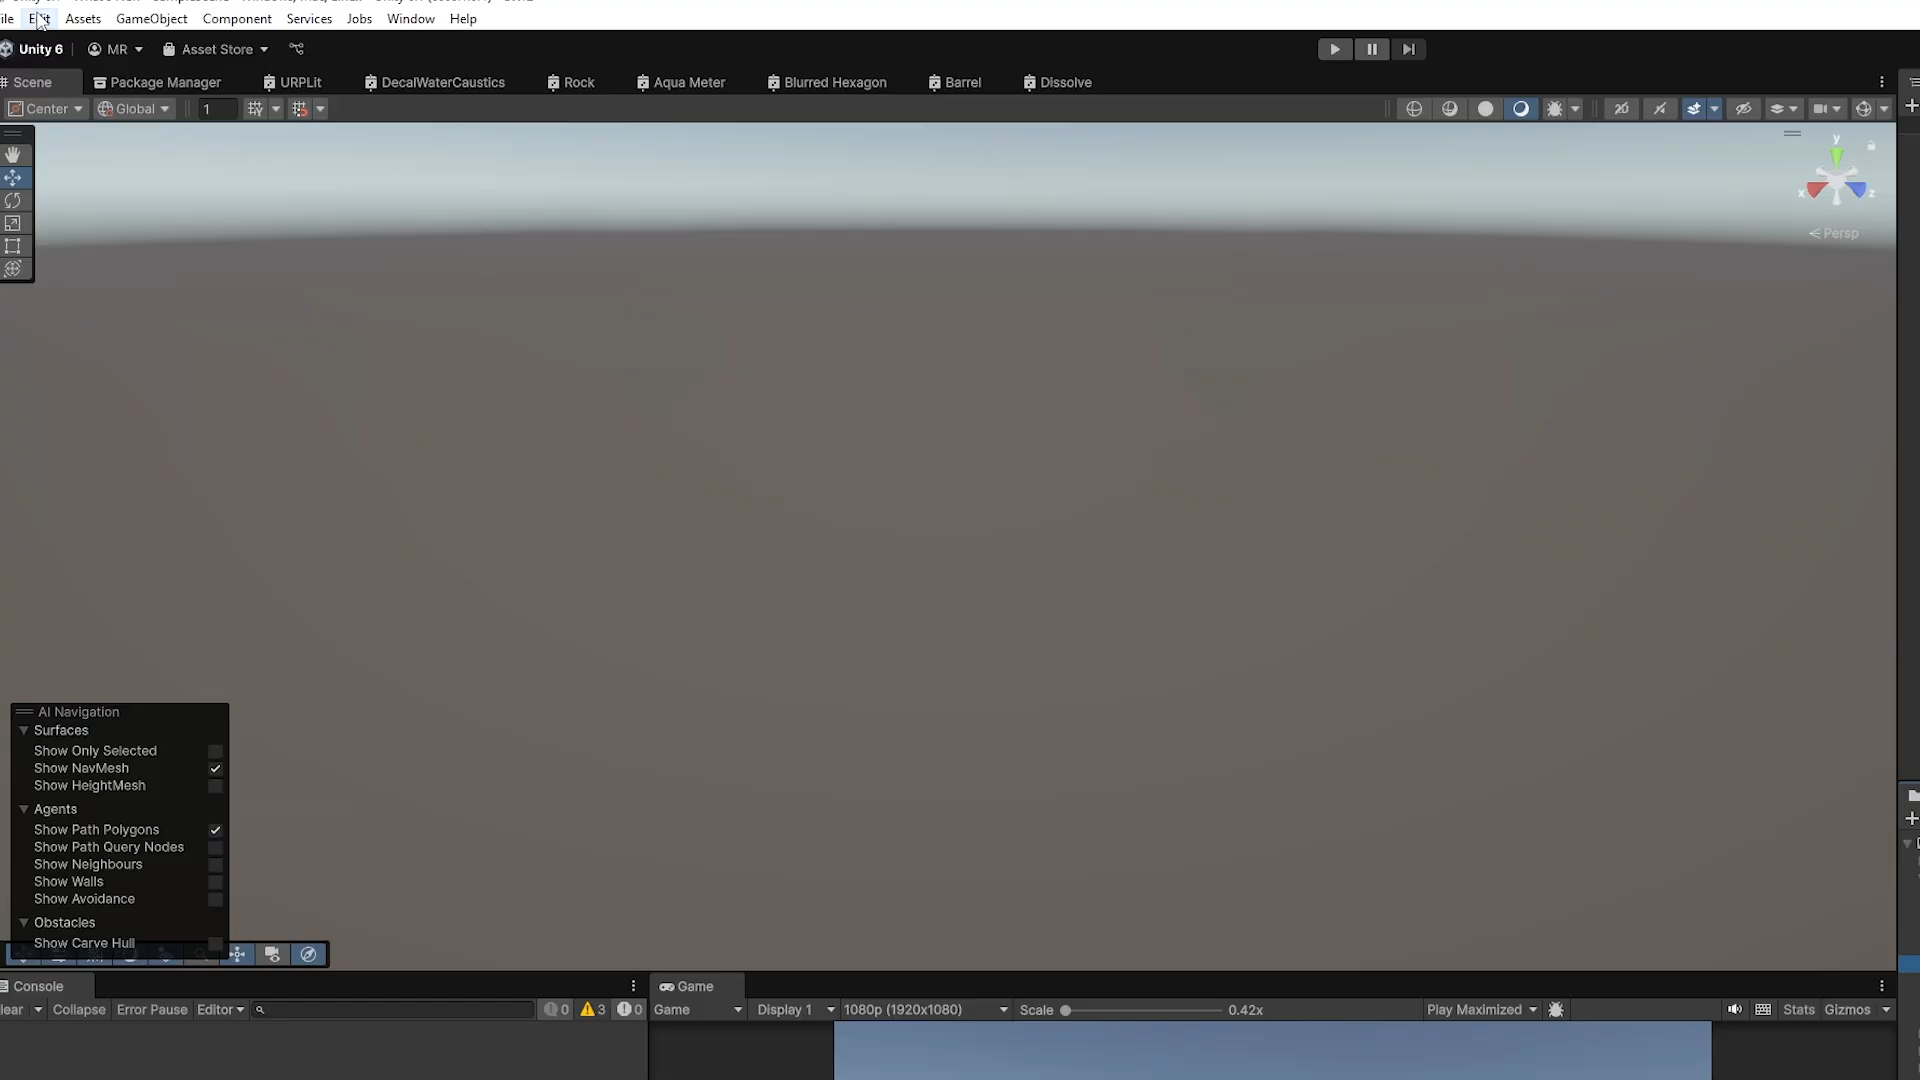 Edit Assets GameObject Component Services Jobs Window Help
Unity 6 MR Asset Store
Scene Package Manager URPLit DecalWaterCaustics Rock Aqua Meter Blurred Hexagon Barrel Dissolve
Center Global 1
y
x z
Persp
AI Navigation
Surfaces
Show Only Selected
Show NavMesh
Show HeightMesh
Agents
Show Path Polygons
Show Path Query Nodes
Show Neighbours
Show Walls
Show Avoidance
Obstacles
Show Carve Hull
Console Game
lear Collapse Error Pause Editor 0 3 0 Game Display 1 1080p (1920x1080) Scale 0.42x Play Maximized Stats Gizmos